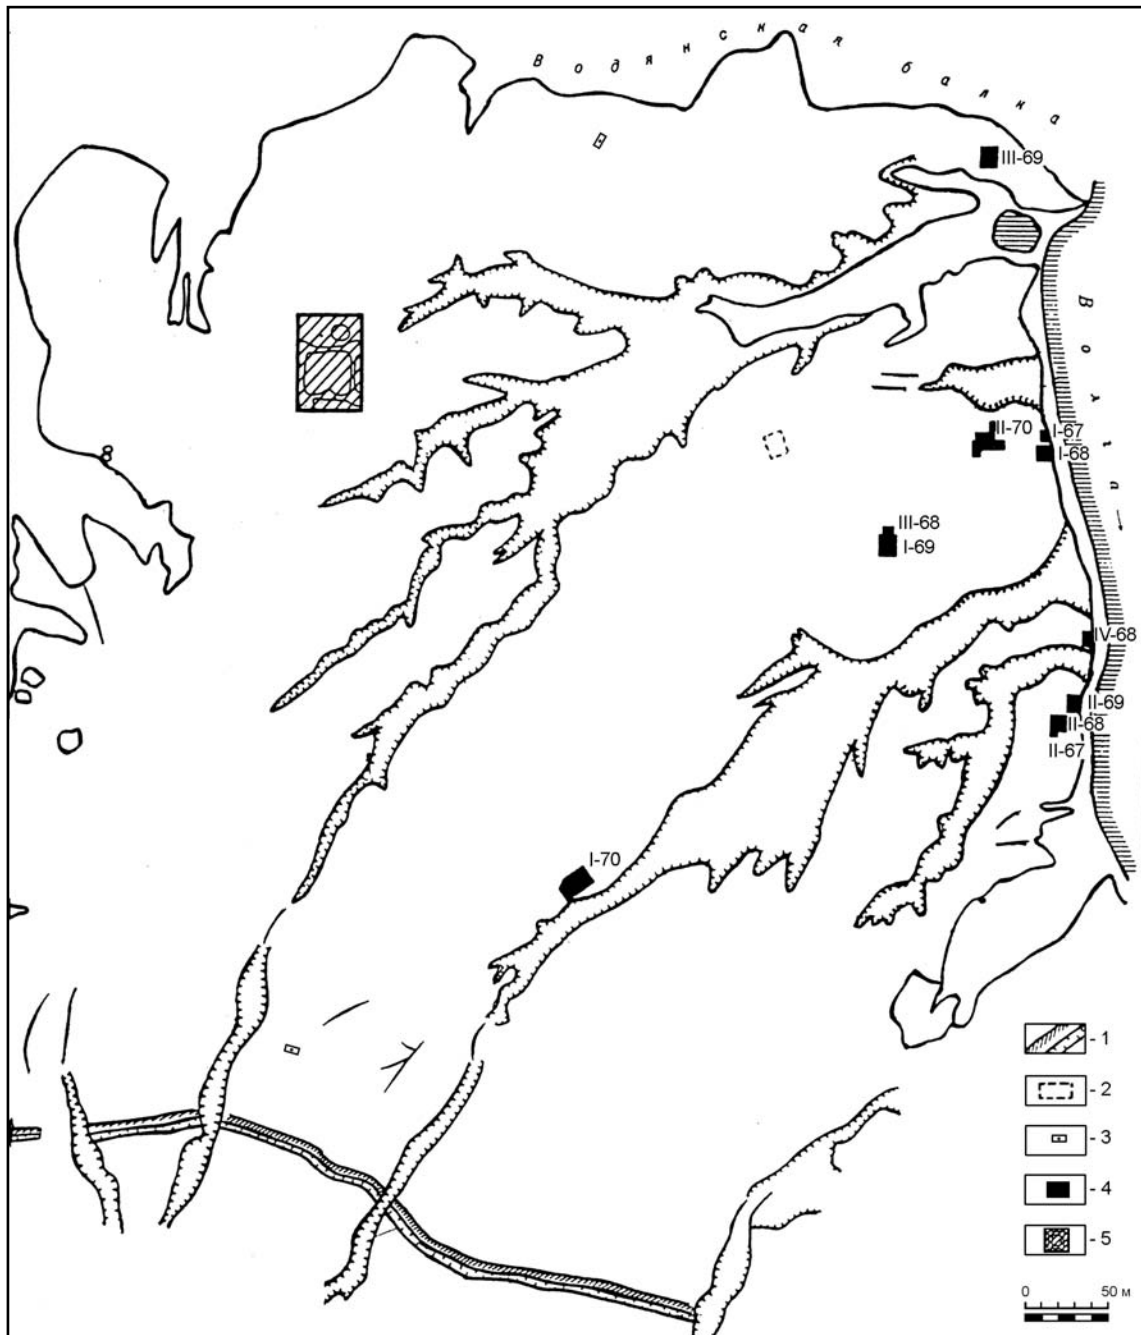 Водянская балка
III-69
Волга
II-70
I-67
I-68
III-68
I-69
IV-68
II-69
II-68
II-67
I-70
- 1
- 2
- 3
- 4
- 5
0 50 м